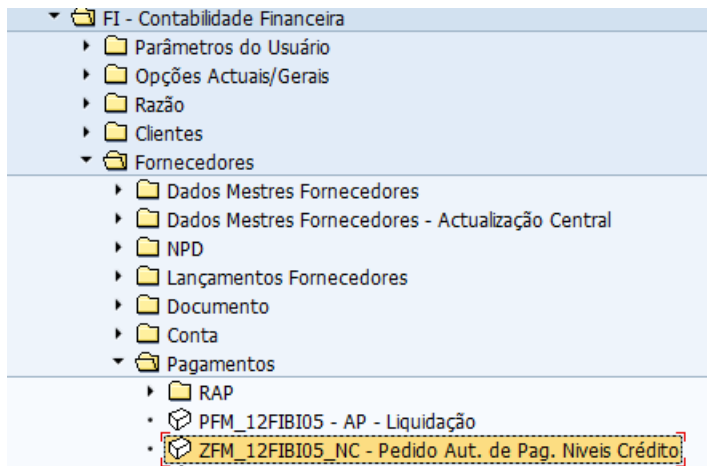 FI - Contabilidade Financeira
Parâmetros do Usuário
Opções Actuais/Gerais
Razão
Clientes
Fornecedores
Dados Mestres Fornecedores
Dados Mestres Fornecedores - Actualização Central
NPD
Lançamentos Fornecedores
Documento
Conta
Pagamentos
RAP
PFM_12FIBI05 - AP - Liquidação
ZFM_12FIBI05_NC - Pedido Aut. de Pag. Niveis Crédito